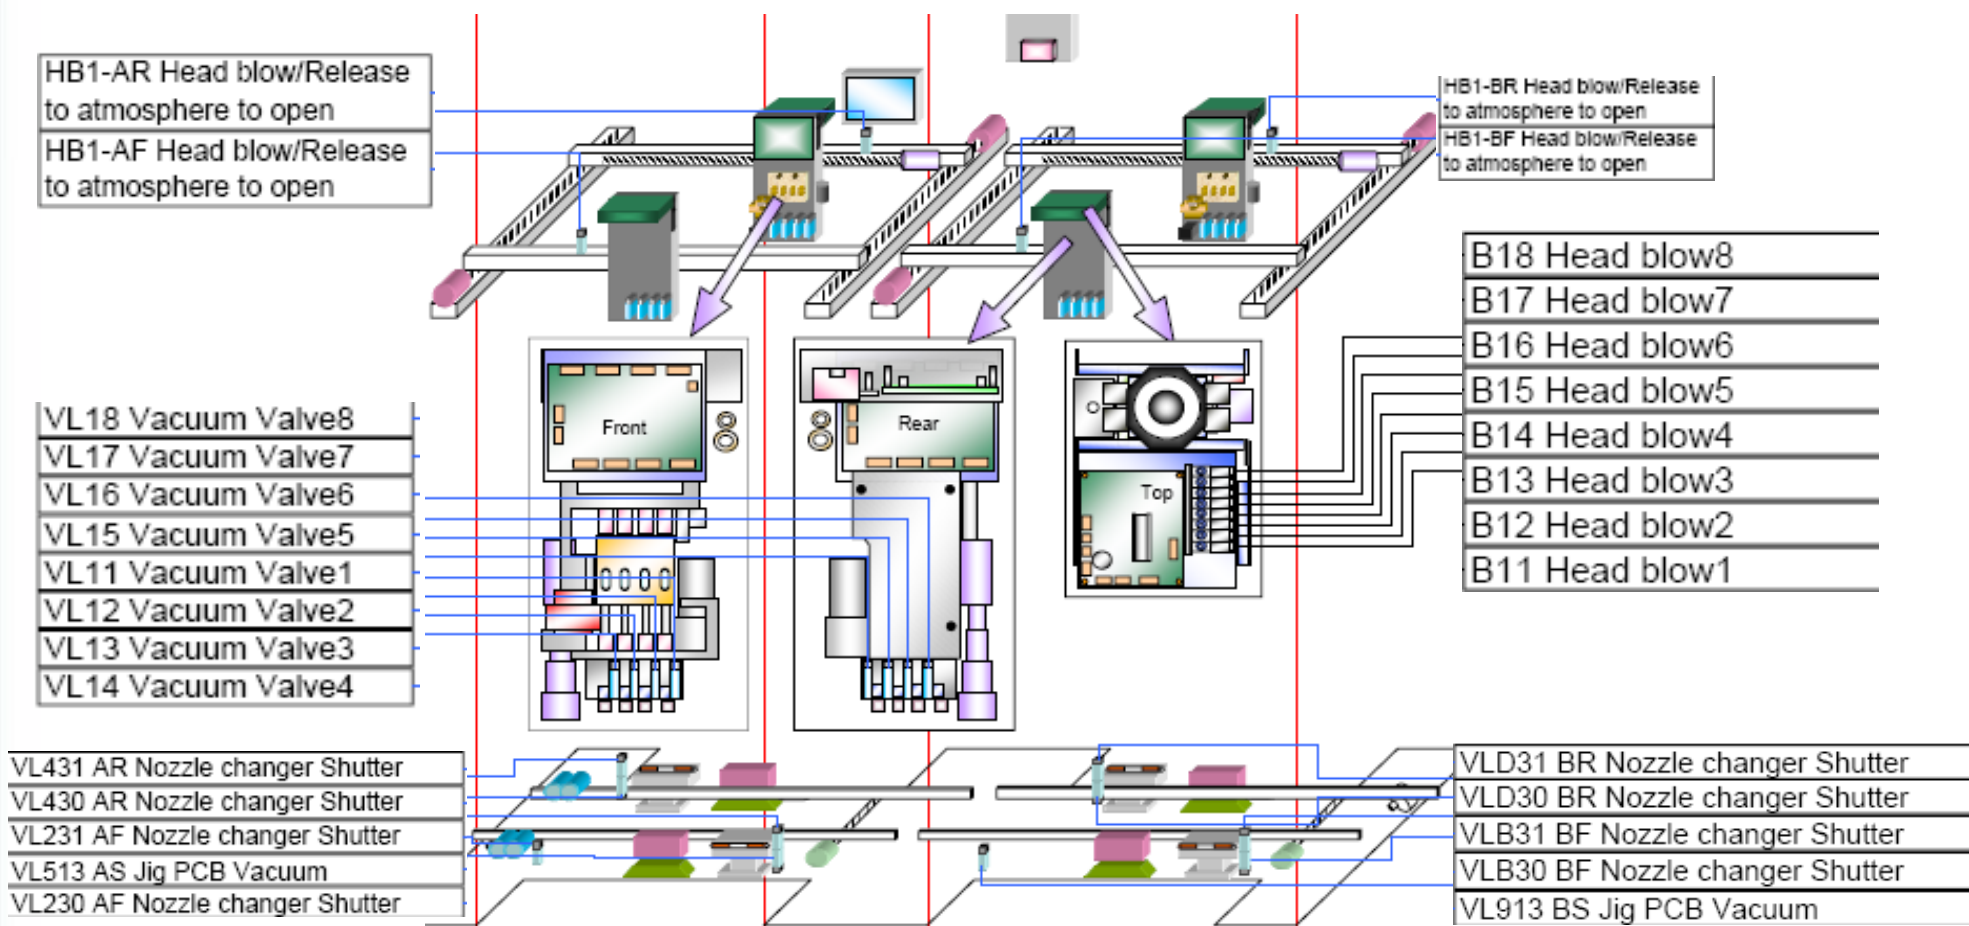 HB1-AR Head blow/Release
to atmosphere to open
HB1-AF Head blow/Release
to atmosphere to open
HB1-BR Head blow/Release
to atmosphere to open
HB1-BF Head blow/Release
to atmosphere to open
B18 Head blow8
B17 Head blow7
B16 Head blow6
B15 Head blow5
B14 Head blow4
B13 Head blow3
B12 Head blow2
B11 Head blow1
Front
Rear
Top
VL18 Vacuum Valve8
VL17 Vacuum Valve7
VL16 Vacuum Valve6
VL15 Vacuum Valve5
VL11 Vacuum Valve1
VL12 Vacuum Valve2
VL13 Vacuum Valve3
VL14 Vacuum Valve4
VL431 AR Nozzle changer Shutter
VL430 AR Nozzle changer Shutter
VL231 AF Nozzle changer Shutter
VL513 AS Jig PCB Vacuum
VL230 AF Nozzle changer Shutter
VLD31 BR Nozzle changer Shutter
VLD30 BR Nozzle changer Shutter
VLB31 BF Nozzle changer Shutter
VLB30 BF Nozzle changer Shutter
VL913 BS Jig PCB Vacuum